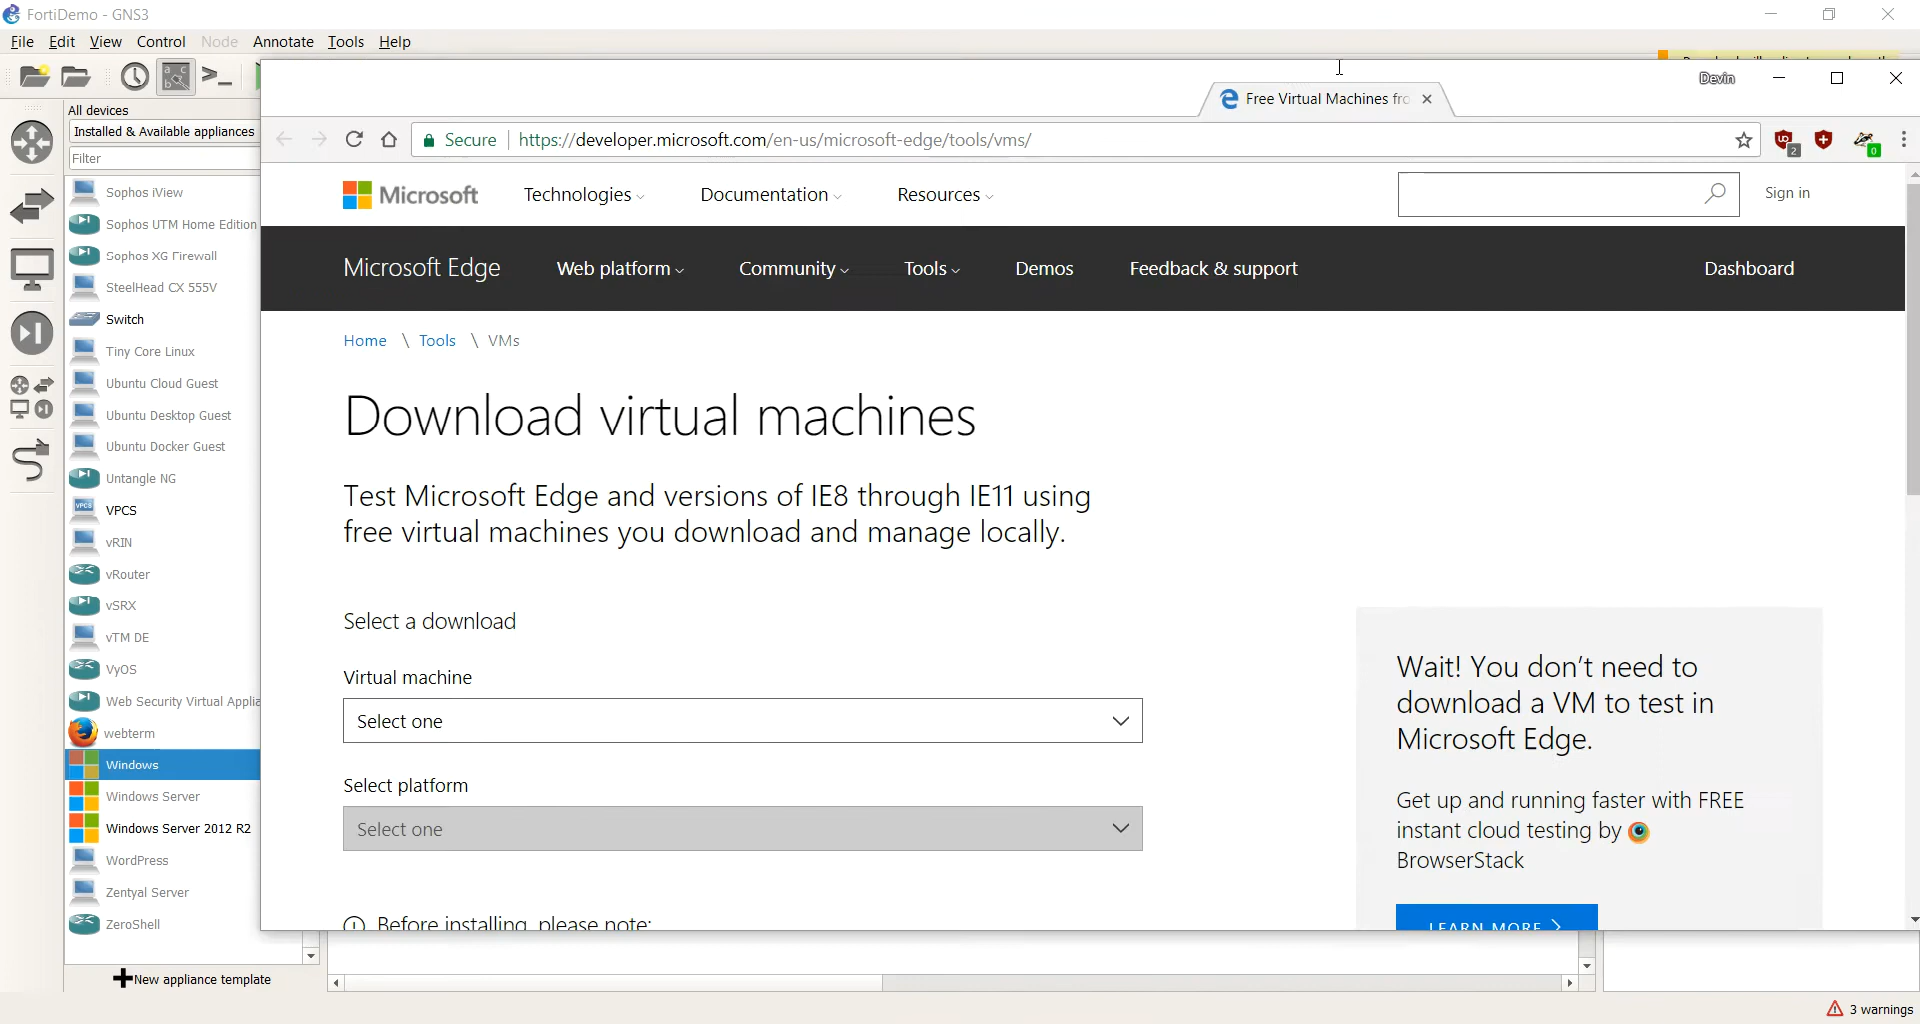 FortiDemo - GNS3
File Edit View Control Node Annotate Tools Help
All devices
Installed & Available appliances
Filter
Sophos iView
Sophos UTM Home Edition
Sophos XG Firewall
SteelHead CX 555V
Switch
Tiny Core Linux
Ubuntu Cloud Guest
Ubuntu Desktop Guest
Ubuntu Docker Guest
Untangle NG
VPCS
vRIN
vRouter
vSRX
vTM DE
VyOS
Web Security Virtual Applia
webterm
Windows
Windows Server
Windows Server 2012 R2
WordPress
Zentyal Server
ZeroShell
New appliance template
Devin
Free Virtual Machines fro
Secure https://developer.microsoft.com/en-us/microsoft-edge/tools/vms/
2
0
Microsoft Technologies Documentation Resources Sign in
Microsoft Edge Web platform Community Tools Demos Feedback & support Dashboard
Home \ Tools \ VMs
Download virtual machines
Test Microsoft Edge and versions of IE8 through IE11 using
free virtual machines you download and manage locally.
Select a download
Virtual machine
Select one
Select platform
Select one
Before installing, please note:
Wait! You don't need to
download a VM to test in
Microsoft Edge.
Get up and running faster with FREE
instant cloud testing by
BrowserStack
LEARN MORE
3 warnings